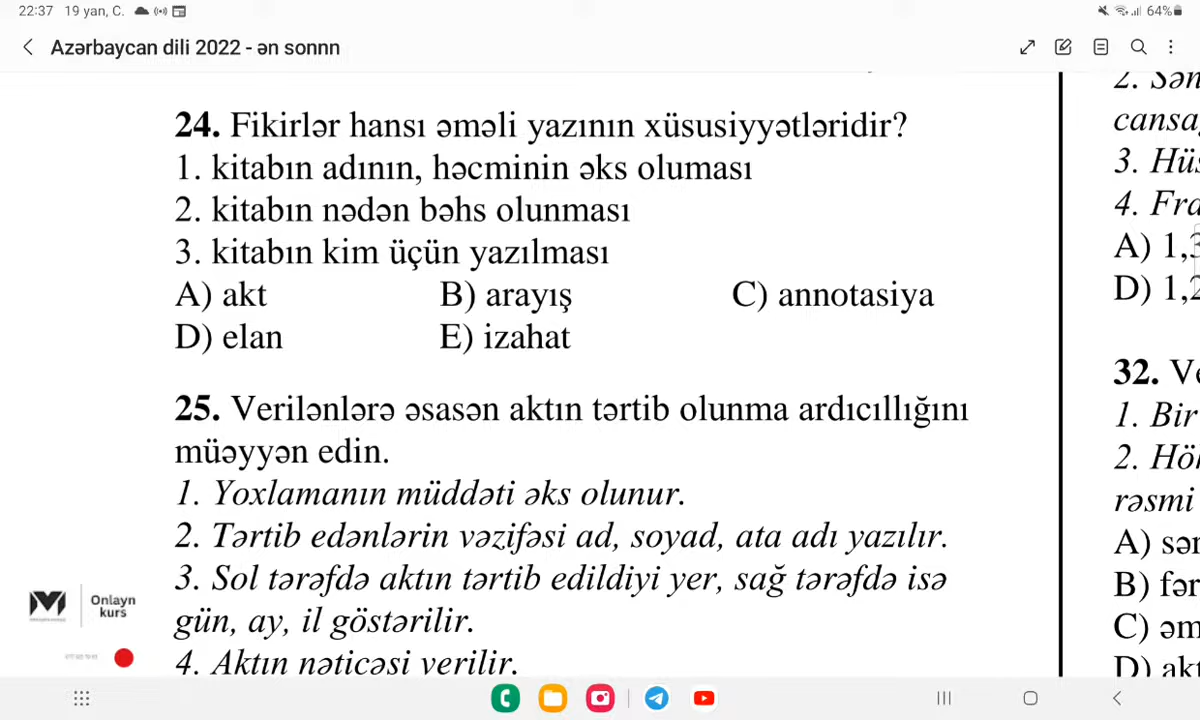 22:37 19 yan, C.
64%
Azərbaycan dili 2022 - ən sonnn
24. Fikirlər hansı əməli yazının xüsusiyyətləridir?
1. kitabın adının, həcminin əks oluması
2. kitabın nədən bəhs olunması
3. kitabın kim üçün yazılması
A) akt B) arayış C) annotasiya
D) elan E) izahat
25. Verilənlərə əsasən aktın tərtib olunma ardıcıllığını
müəyyən edin.
1. Yoxlamanın müddəti əks olunur.
2. Tərtib edənlərin vəzifəsi ad, soyad, ata adı yazılır.
3. Sol tərəfdə aktın tərtib edildiyi yer, sağ tərəfdə isə
gün, ay, il göstərilir.
4. Aktın nəticəsi verilir.
Onlayn
kurs
2.
3.
4.
A) 1,
D) 1,
32.
1. Bir
2.
rəsmi
A)
B)
C)
D)